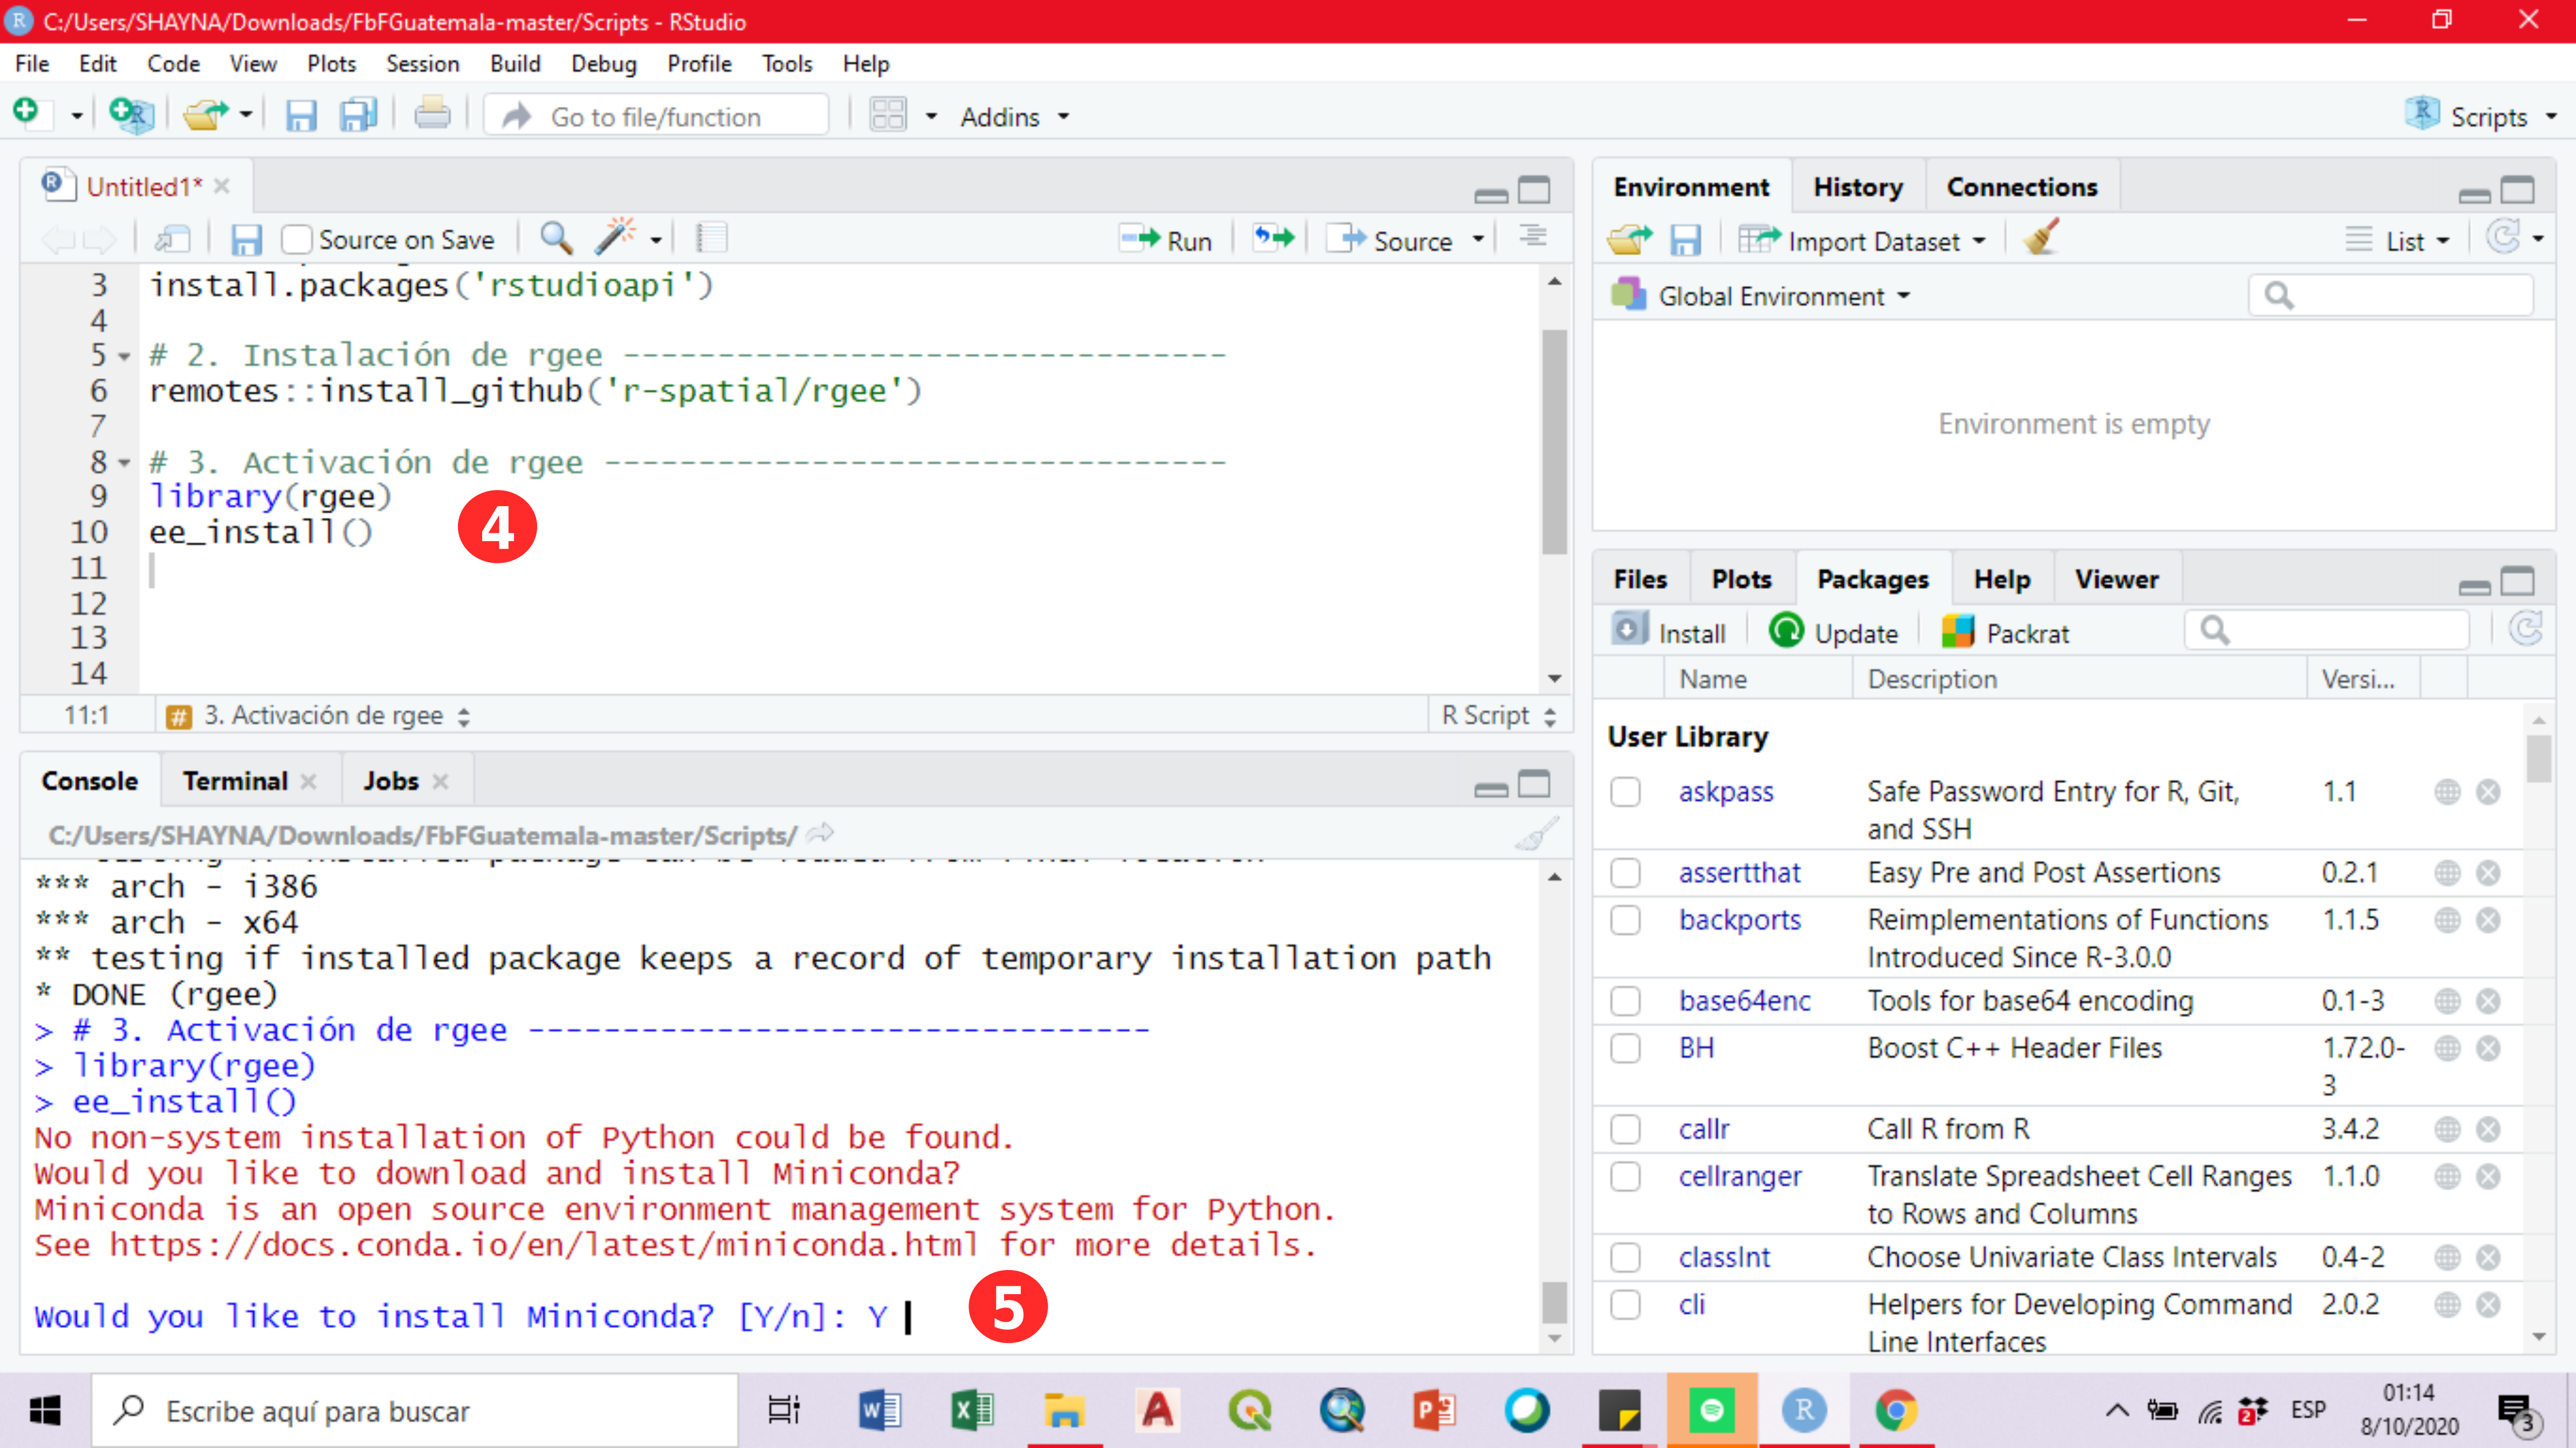 C:/Users/SHAYNA/Downloads/FbFGuatemala-master/Scripts - RStudio
File Edit Code View Plots Session Build Debug Profile Tools Help
Go to file/function Addins Scripts
Untitled1*
Source on Save Run Source
3 install.packages('rstudioapi')
4
5 # 2. Instalación de rgee --------------------------------
6 remotes::install_github('r-spatial/rgee')
7
8 # 3. Activación de rgee ---------------------------------
9 library(rgee)
10 ee_install()
4
11
12
13
14
11:1 # 3. Activación de rgee R Script
Console Terminal Jobs
C:/Users/SHAYNA/Downloads/FbFGuatemala-master/Scripts/
*** arch - i386
*** arch - x64
** testing if installed package keeps a record of temporary installation path
* DONE (rgee)
> # 3. Activación de rgee ---------------------------------
> library(rgee)
> ee_install()
No non-system installation of Python could be found.
Would you like to download and install Miniconda?
Miniconda is an open source environment management system for Python.
See https://docs.conda.io/en/latest/miniconda.html for more details.
Would you like to install Miniconda? [Y/n]: Y
5
Environment History Connections
Import Dataset List
Global Environment
Environment is empty
Files Plots Packages Help Viewer
Install Update Packrat
Name Description Versi...
User Library
askpass Safe Password Entry for R, Git, 1.1
and SSH
assertthat Easy Pre and Post Assertions 0.2.1
backports Reimplementations of Functions 1.1.5
Introduced Since R-3.0.0
base64enc Tools for base64 encoding 0.1-3
BH Boost C++ Header Files 1.72.0-
3
callr Call R from R 3.4.2
cellranger Translate Spreadsheet Cell Ranges 1.1.0
to Rows and Columns
classInt Choose Univariate Class Intervals 0.4-2
cli Helpers for Developing Command 2.0.2
Line Interfaces
Escribe aquí para buscar
2 ESP
01:14
8/10/2020
3